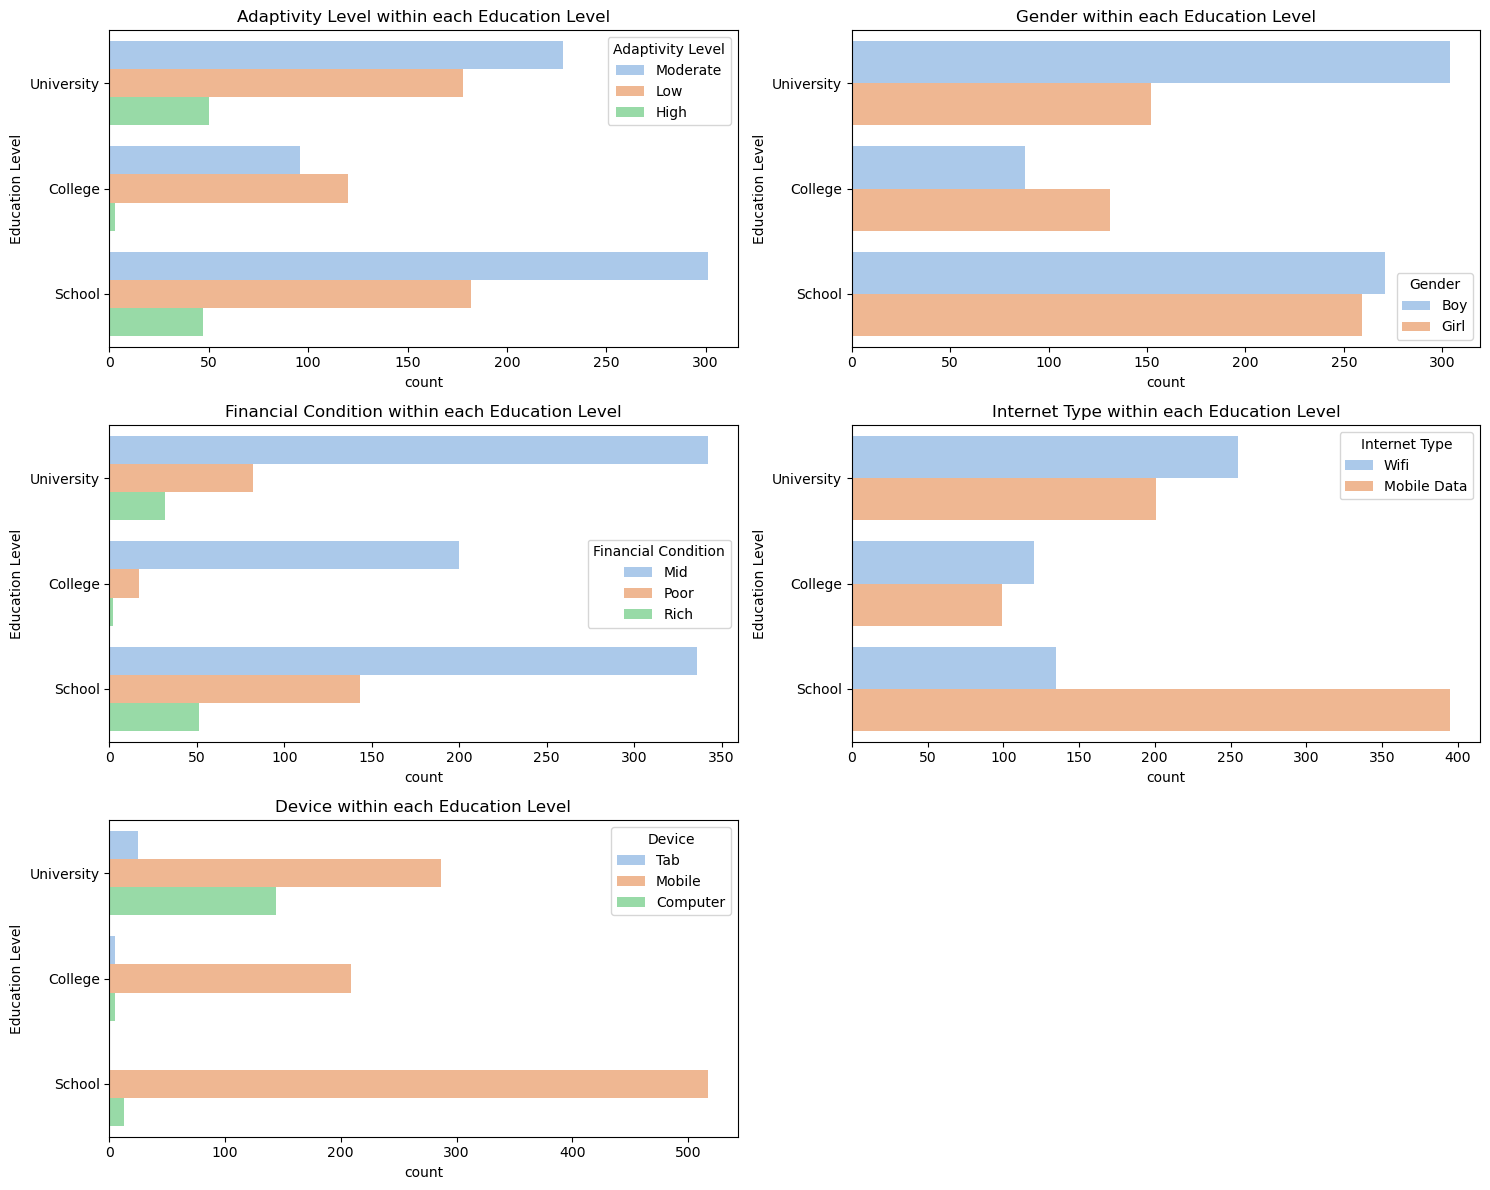 Adaptivity Level within each Education Level
Education Level
University
College
School
Adaptivity Level
Moderate
Low
High
0 50 100 150 200 250 300
count
Gender within each Education Level
Education Level
University
College
School
Gender
Boy
Girl
0 50 100 150 200 250 300
count
Financial Condition within each Education Level
Education Level
University
College
School
Financial Condition
Mid
Poor
Rich
0 50 100 150 200 250 300 350
count
Internet Type within each Education Level
Education Level
University
College
School
Internet Type
Wifi
Mobile Data
0 50 100 150 200 250 300 350 400
count
Device within each Education Level
Education Level
University
College
School
Device
Tab
Mobile
Computer
0 100 200 300 400 500
count